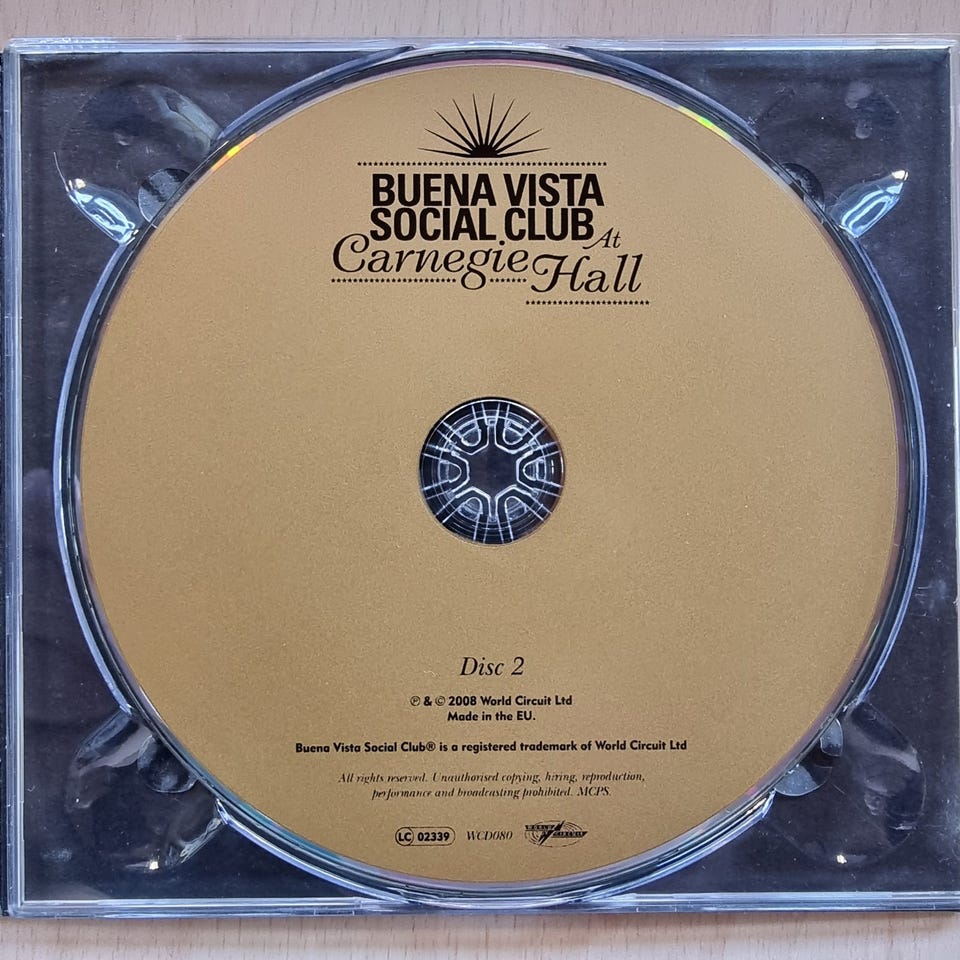 BUENA VISTA
SOCIAL CLUB At
Carnegie Hall
Disc 2
℗ & © 2008 World Circuit Ltd
Made in the EU.
Buena Vista Social Club® is a registered trademark of World Circuit Ltd
All rights reserved. Unauthorised copying, hiring, reproduction,
performance and broadcasting prohibited. MCPS.
LC 02339 WCD080 WORLD CIRCUIT